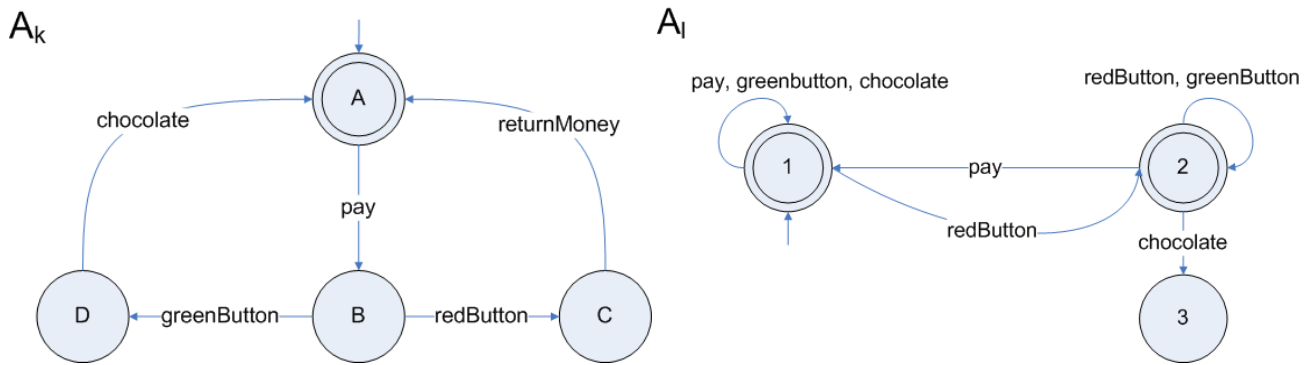 Ak
A
chocolate
returnMoney
pay
D
greenButton
B
redButton
C
Al
pay, greenbutton, chocolate
redButton, greenButton
1
pay
2
redButton
chocolate
3